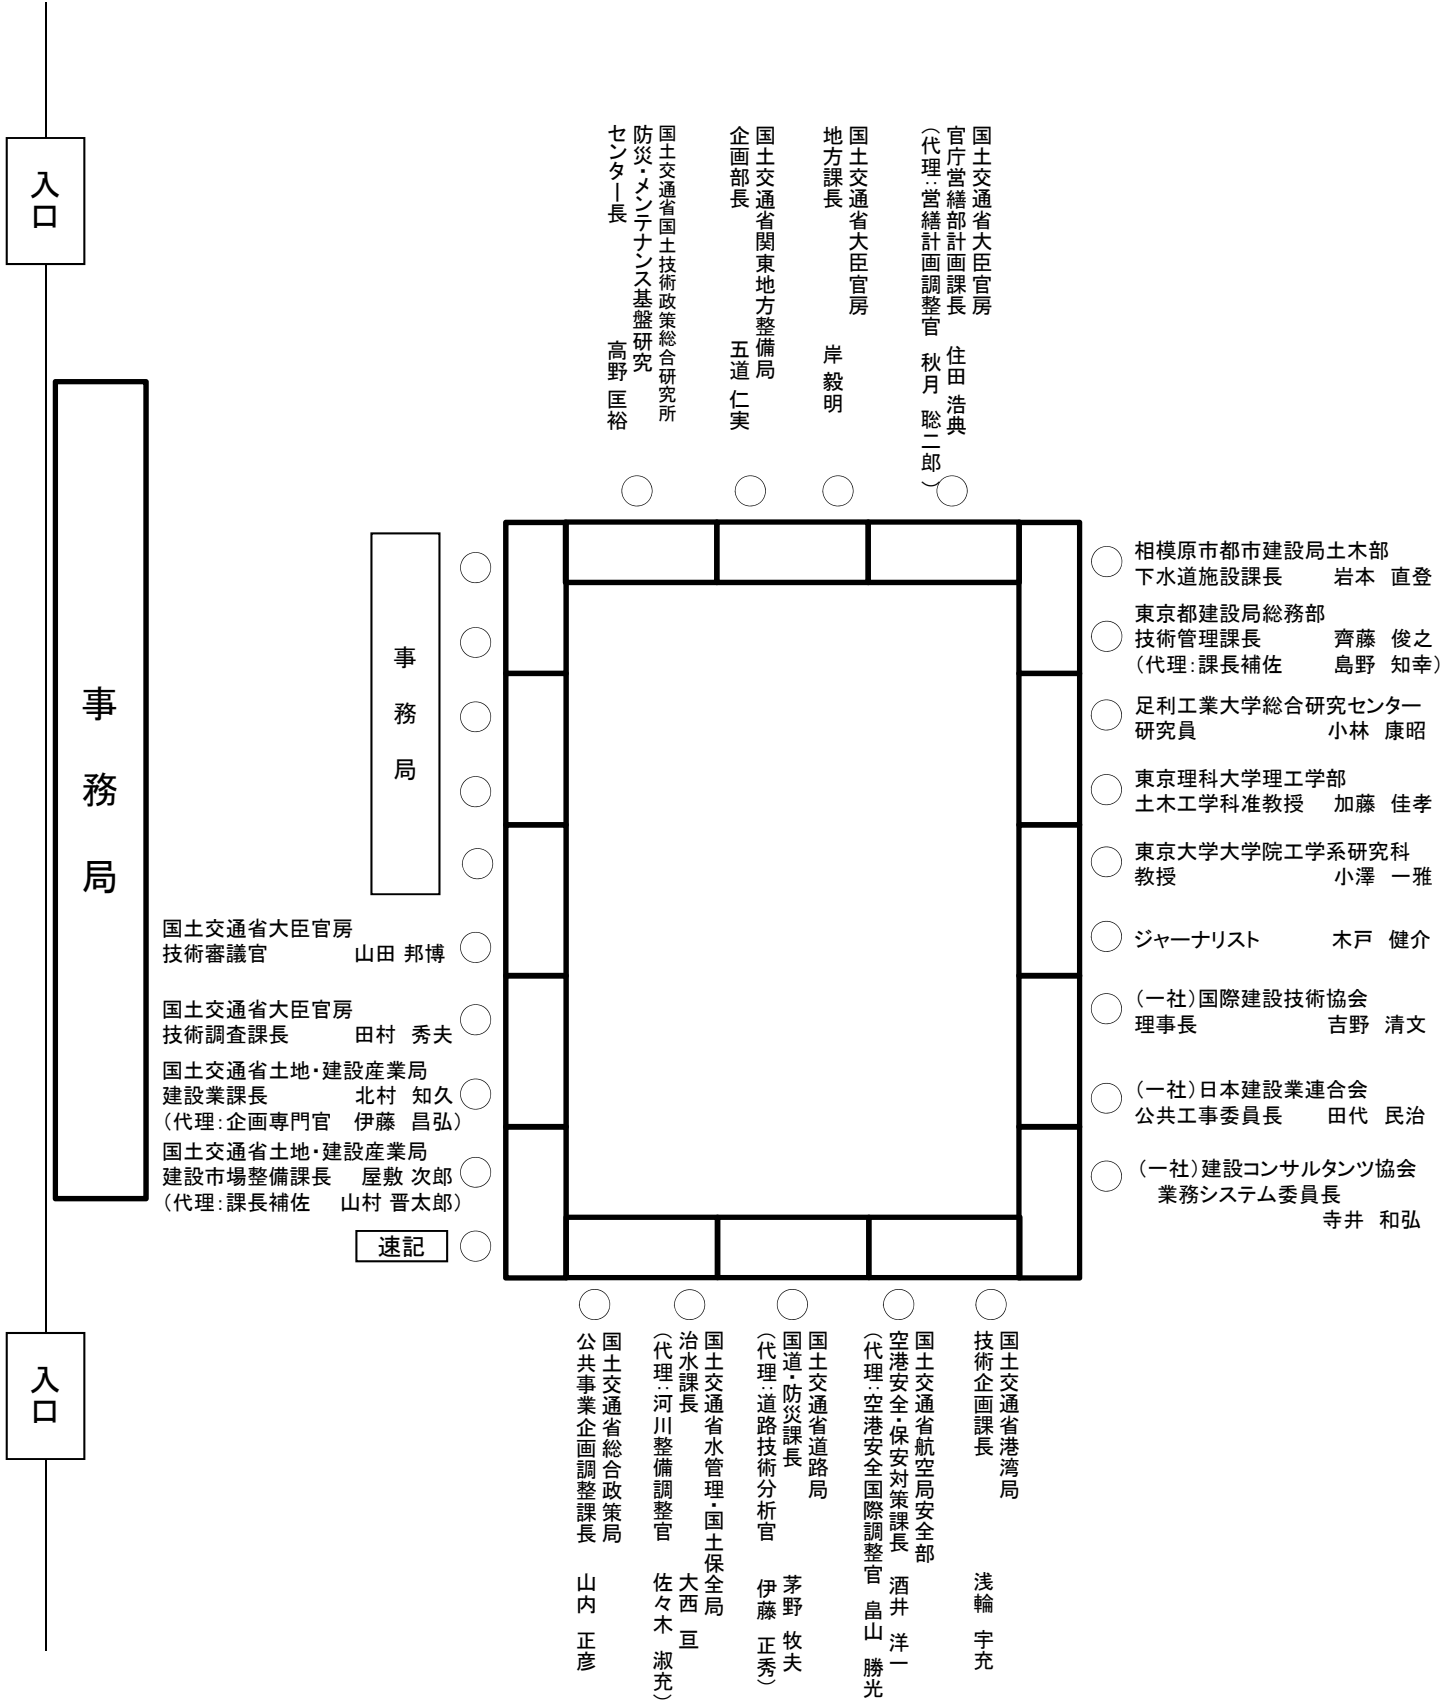 入口
国土交通省大臣官房
官庁営繕部計画課長 住田 浩典
（代理：営繕計画調整官 秋月 聡二郎）
国土交通省大臣官房
地方課長 岸 毅明
国土交通省関東地方整備局
企画部長 五道 仁実
国土交通省国土技術政策総合研究所
防災・メンテナンス基盤研究
センター長 高野 匡裕
事務局
事務局
国土交通省大臣官房
技術審議官 山田 邦博
国土交通省大臣官房
技術調査課長 田村 秀夫
国土交通省土地・建設産業局
建設業課長 北村 知久
（代理：企画専門官 伊藤 昌弘）
国土交通省土地・建設産業局
建設市場整備課長 屋敷 次郎
（代理：課長補佐 山村 晋太郎）
速記
相模原市都市建設局土木部
下水道施設課長 岩本 直登
東京都建設局総務部
技術管理課長 齊藤 俊之
（代理：課長補佐 島野 知幸）
足利工業大学総合研究センター
研究員 小林 康昭
東京理科大学理工学部
土木工学科准教授 加藤 佳孝
東京大学大学院工学系研究科
教授 小澤 一雅
ジャーナリスト 木戸 健介
（一社）国際建設技術協会
理事長 吉野 清文
（一社）日本建設業連合会
公共工事委員長 田代 民治
（一社）建設コンサルタンツ協会
業務システム委員長
寺井 和弘
入口
国土交通省港湾局
技術企画課長 浅輪 宇充
国土交通省航空局安全部
空港安全・保安対策課長 酒井 洋一
（代理：空港安全国際調整官 畠山 勝光
国土交通省道路局
国道・防災課長 茅野 牧夫
（代理：道路技術分析官 伊藤 正秀）
国土交通省水管理・国土保全局
治水課長 大西 亘
（代理：河川整備調整官 佐々木 淑充）
国土交通省総合政策局
公共事業企画調整課長 山内 正彦